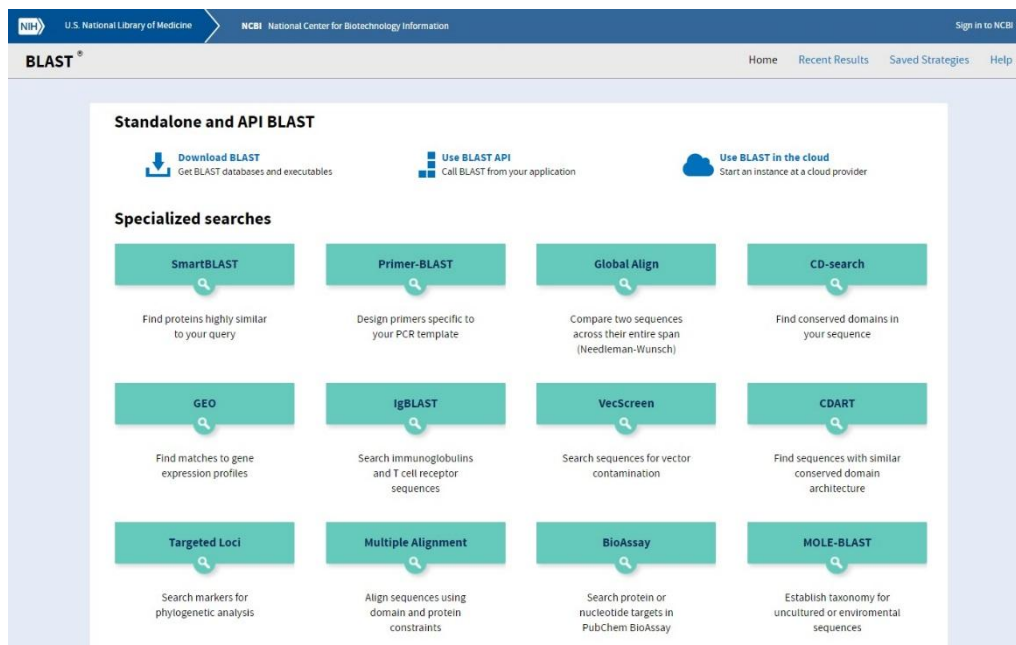 NIH U.S. National Library of Medicine NCBI National Center for Biotechnology Information Sign in to NCBI
BLAST ® Home Recent Results Saved Strategies Help
Standalone and API BLAST
Download BLAST
Get BLAST databases and executables
Use BLAST API
Call BLAST from your application
Use BLAST in the cloud
Start an instance at a cloud provider
Specialized searches
SmartBLAST
Find proteins highly similar
to your query
Primer-BLAST
Design primers specific to
your PCR template
Global Align
Compare two sequences
across their entire span
(Needleman-Wunsch)
CD-search
Find conserved domains in
your sequence
GEO
Find matches to gene
expression profiles
IgBLAST
Search immunoglobulins
and T cell receptor
sequences
VecScreen
Search sequences for vector
contamination
CDART
Find sequences with similar
conserved domain
architecture
Targeted Loci
Search markers for
phylogenetic analysis
Multiple Alignment
Align sequences using
domain and protein
constraints
BioAssay
Search protein or
nucleotide targets in
PubChem BioAssay
MOLE-BLAST
Establish taxonomy for
uncultured or enviromental
sequences